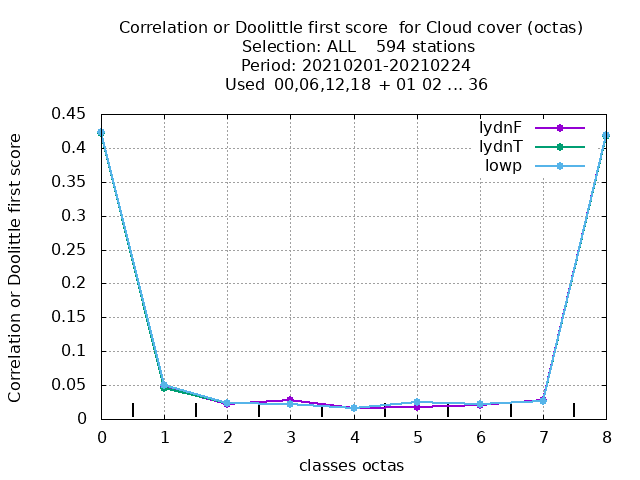 Correlation or Doolittle first score  for Cloud cover (octas)
Selection: ALL    594 stations
Period: 20210201-20210224
Used  00,06,12,18  + 01 02 ... 36
Correlation or Doolittle first score
0.45
0.4
0.35
0.3
0.25
0.2
0.15
0.1
0.05
0
lydnF
lydnT
lowp
0 1 2 3 4 5 6 7 8
classes octas